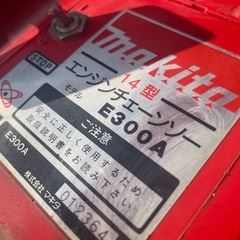 makita
STOP
14型
エンジンチェーンソー
モデル E300A
ご注意
安全に正しく使用するため
取扱説明書をお読み下さい
E300A
012364
株式会社 マキタ